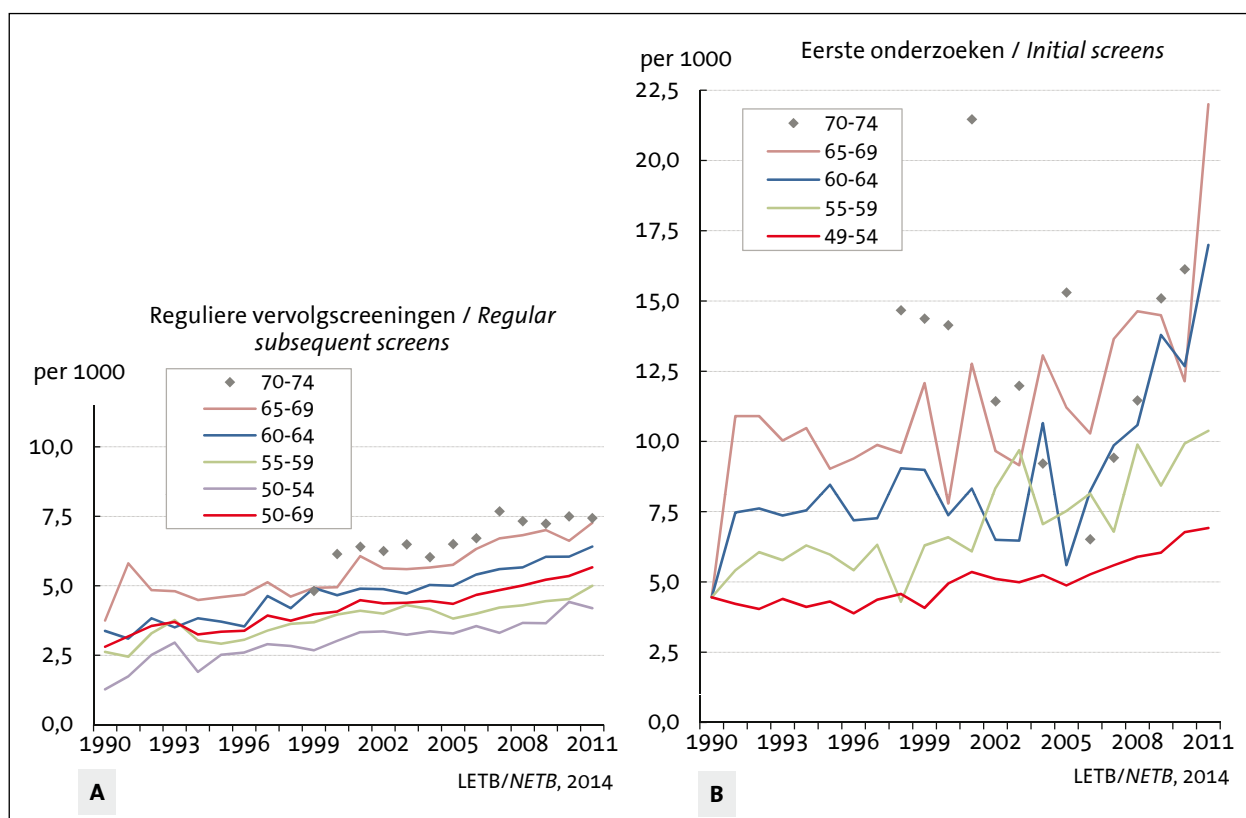 Reguliere vervolgscreeningen / Regular
subsequent screens
per 1000
70-74
65-69
60-64
55-59
50-54
50-69
10,0
7,5
5,0
2,5
0,0
1990 1993 1996 1999 2002 2005 2008 2011
A
LETB/NETB, 2014
Eerste onderzoeken / Initial screens
per 1000
22,5
70-74
65-69
60-64
55-59
49-54
20,0
17,5
15,0
12,5
10,0
7,5
5,0
2,5
0,0
1990 1993 1996 1999 2002 2005 2008 2011
B
LETB/NETB, 2014